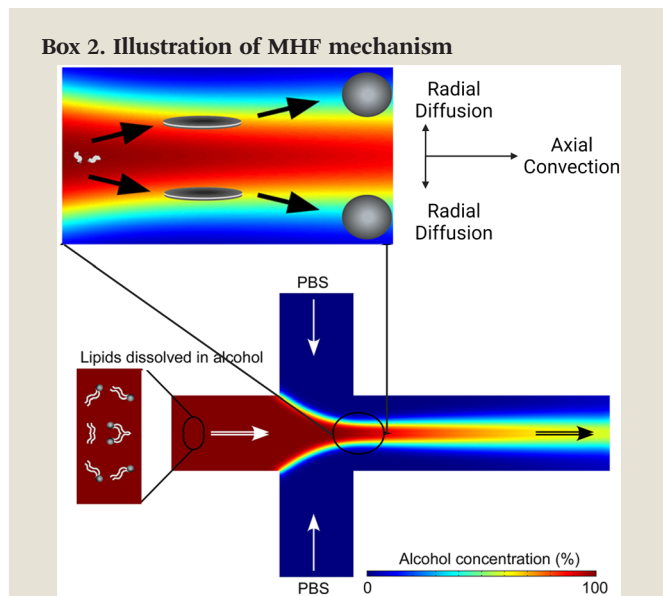 Box 2. Illustration of MHF mechanism
Radial
Diffusion
Axial
Convection
Radial
Diffusion
PBS
Lipids dissolved in alcohol
Alcohol concentration (%)
PBS
0
100